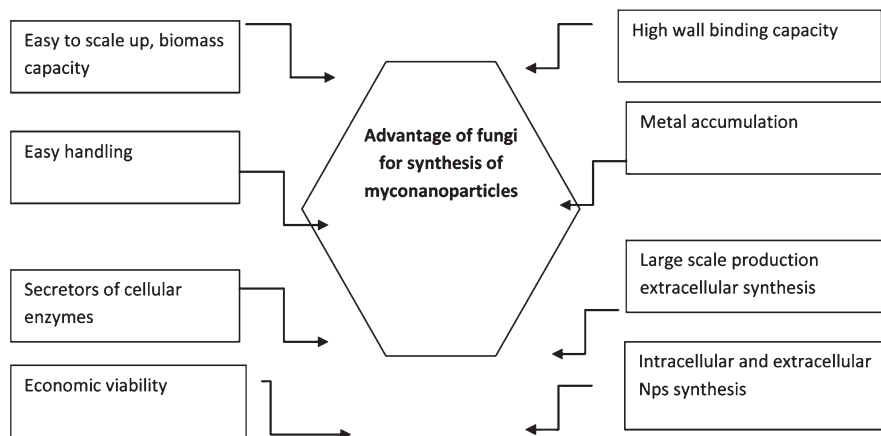 Easy to scale up, biomass
capacity
Easy handling
Secretors of cellular
enzymes
Economic viability
Advantage of fungi
for synthesis of
myconanoparticles
High wall binding capacity
Metal accumulation
Large scale production
extracellular synthesis
Intracellular and extracellular
Nps synthesis